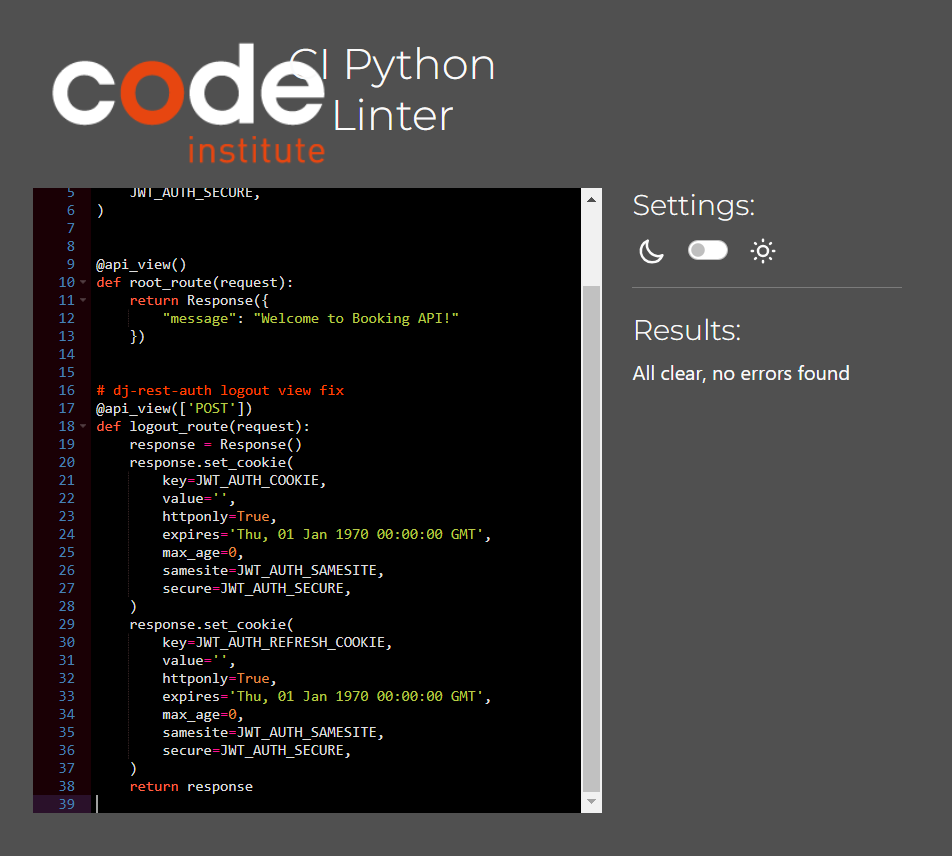 code
institute
CI Python
Linter
5 JWT_AUTH_SECURE,
6 )
7
8
9 @api_view()
10 def root_route(request):
11     return Response({
12         "message": "Welcome to Booking API!"
13     })
14
15
16 # dj-rest-auth logout view fix
17 @api_view(['POST'])
18 def logout_route(request):
19     response = Response()
20     response.set_cookie(
21         key=JWT_AUTH_COOKIE,
22         value='',
23         httponly=True,
24         expires='Thu, 01 Jan 1970 00:00:00 GMT',
25         max_age=0,
26         samesite=JWT_AUTH_SAMESITE,
27         secure=JWT_AUTH_SECURE,
28     )
29     response.set_cookie(
30         key=JWT_AUTH_REFRESH_COOKIE,
31         value='',
32         httponly=True,
33         expires='Thu, 01 Jan 1970 00:00:00 GMT',
34         max_age=0,
35         samesite=JWT_AUTH_SAMESITE,
36         secure=JWT_AUTH_SECURE,
37     )
38     return response
39
Settings:
Results:
All clear, no errors found